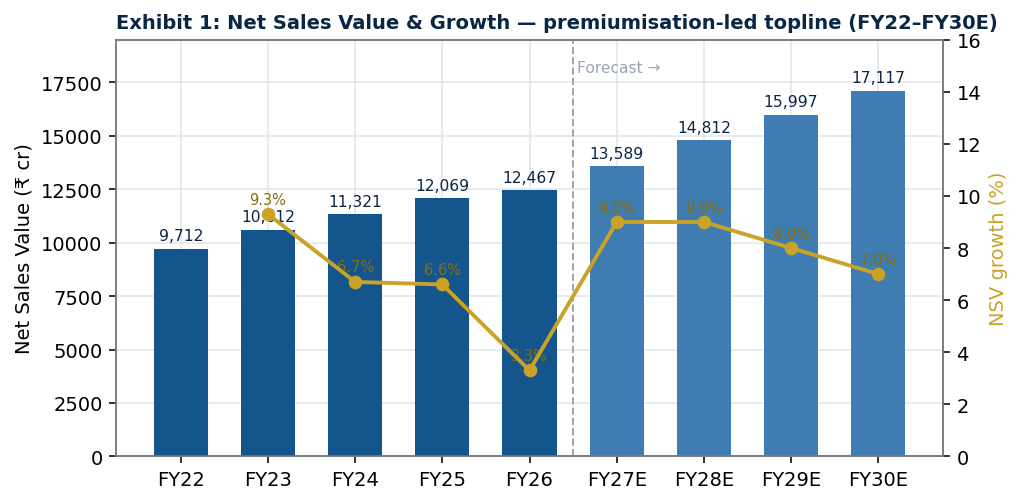 Exhibit 1: Net Sales Value & Growth — premiumisation-led topline (FY22–FY30E)
Forecast →
Net Sales Value (₹ cr)
17500
15000
12500
10000
7500
5000
2500
0
9,712
11,321
12,069
12,467
13,589
14,812
15,997
17,117
9.3%
6.7%
6.6%
3.3%
9.0%
9.0%
8.0%
7.0%
16
14
12
10
8
6
4
2
0
NSV growth (%)
FY22
FY23
FY24
FY25
FY26
FY27E
FY28E
FY29E
FY30E